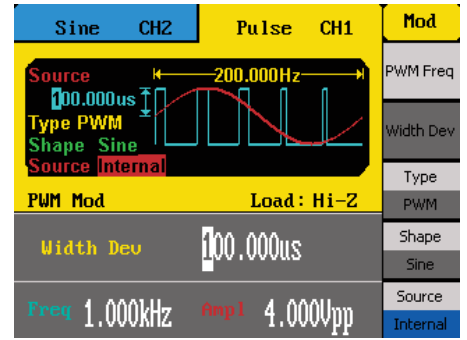 Sine CH2 Pulse CH1 Mod
Source 200.000Hz
100.000us
Type PWM
Shape Sine
Source Internal
PWM Mod Load: Hi-Z
Width Dev 100.000us
Freq 1.000kHz Ampl 4.000Vpp
PWM Freq
Width Dev
Type
PWM
Shape
Sine
Source
Internal